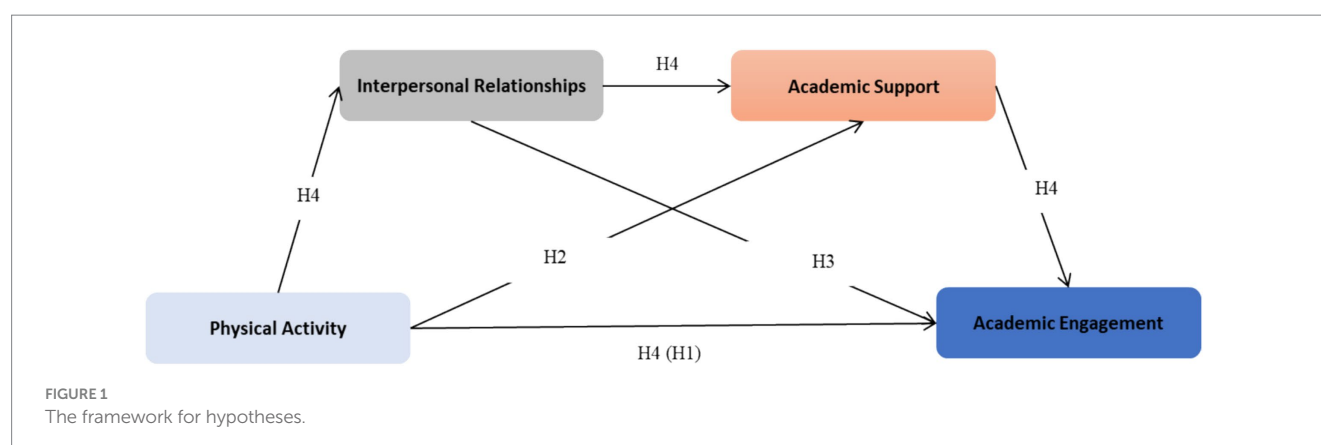 H4
Interpersonal Relationships
Academic Support
H4
H4
H2
H3
Physical Activity
Academic Engagement
H4 (H1)
FIGURE 1
The framework for hypotheses.